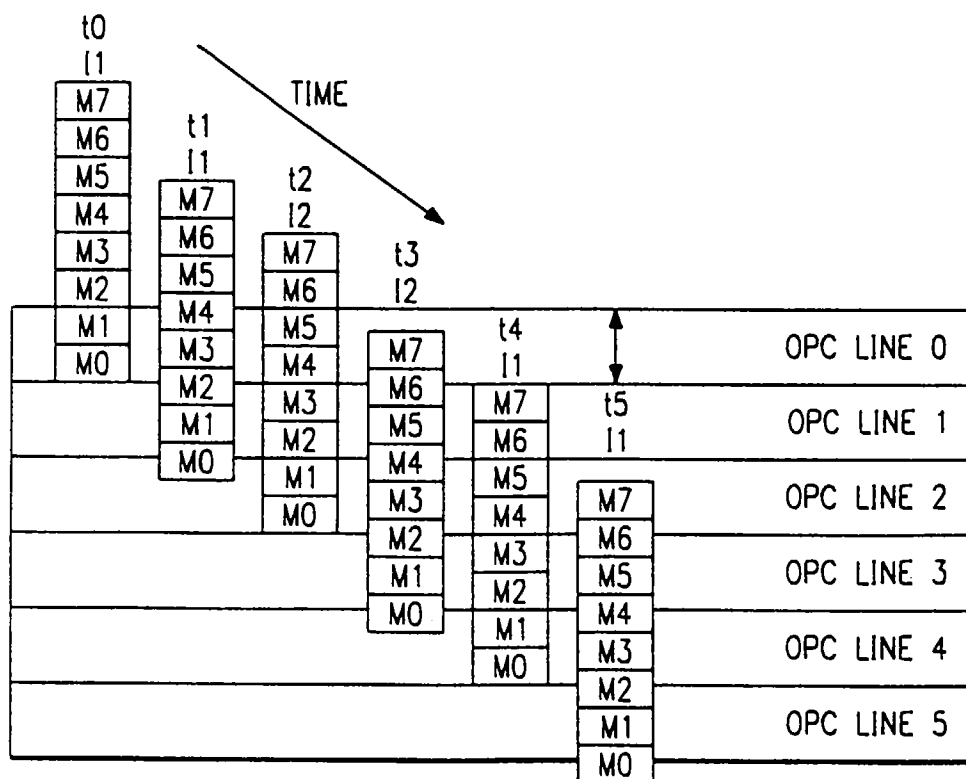 t0
I1
M7
M6
M5
M4
M3
M2
M1
M0
TIME
t1
I1
M7
M6
M5
M4
M3
M2
M1
M0
t2
I2
M7
M6
M5
M4
M3
M2
M1
M0
t3
I2
M7
M6
M5
M4
M3
M2
M1
M0
t4
I1
M7
M6
M5
M4
M3
M2
M1
M0
t5
I1
M7
M6
M5
M4
M3
M2
M1
M0
OPC LINE 0
OPC LINE 1
OPC LINE 2
OPC LINE 3
OPC LINE 4
OPC LINE 5